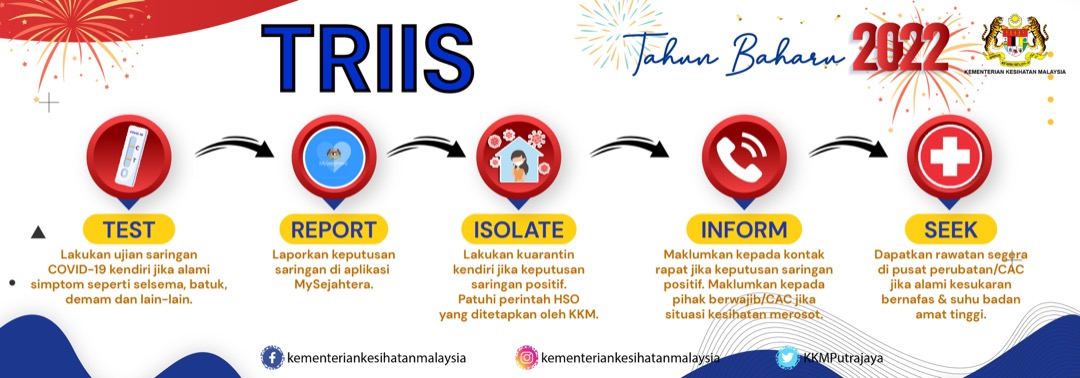 TRIIS
Tahun Baharu 2022
KEMENTERIAN KESIHATAN MALAYSIA
TEST
Lakukan ujian saringan
COVID-19 kendiri jika alami
simptom seperti selsema, batuk,
demam dan lain-lain.
REPORT
Laporkan keputusan
saringan di aplikasi
MySejahtera.
ISOLATE
Lakukan kuarantin
kendiri jika keputusan
saringan positif.
Patuhi perintah HSO
yang ditetapkan oleh KKM.
INFORM
Maklumkan kepada kontak
rapat jika keputusan saringan
positif. Maklumkan kepada
pihak berwajib/CAC jika
situasi kesihatan merosot.
SEEK
Dapatkan rawatan segera
di pusat perubatan/CAC
jika alami kesukaran
bernafas & suhu badan
amat tinggi.
kementeriankesihatanmalaysia
kementeriankesihatanmalaysia
KKMPutrajaya